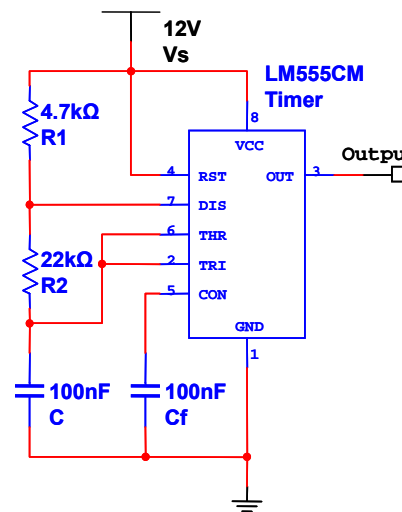 12V
Vs
LM555CM
Timer
4.7kΩ
R1
8
VCC
Outpu
4
RST
OUT
3
7
DIS
6
THR
22kΩ
R2
2
TRI
5
CON
GND
1
100nF
C
100nF
Cf